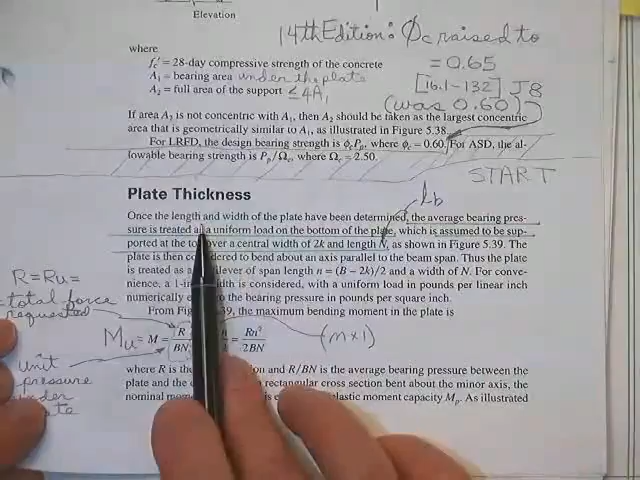 Elevation
14th Edition: Φc raised to
= 0.65
[16.1-132] J8
(was 0.60)
where
f′c = 28-day compressive strength of the concrete
A1 = bearing area under the plate
A2 = full area of the support ≤ 4A1
If area A2 is not concentric with A1, then A2 should be taken as the largest concentric
area that is geometrically similar to A1, as illustrated in Figure 5.38.
For LRFD, the design bearing strength is ϕcPp, where ϕc = 0.60. For ASD, the al-
lowable bearing strength is Pp/Ωc, where Ωc = 2.50.
START
Plate Thickness
lb
Once the length and width of the plate have been determined, the average bearing pres-
sure is treated as a uniform load on the bottom of the plate, which is assumed to be sup-
ported at the top over a central width of 2k and length N, as shown in Figure 5.39. The
plate is then considered to bend about an axis parallel to the beam span. Thus the
plate is treated as a cantilever of span length n = (B − 2k)/2 and a width of N. For conve-
nience, a 1-inch width is considered, with a uniform load in pounds per linear inch
numerically equal to the bearing pressure in pounds per square inch.
From Figure 5.39, the maximum bending moment in the plate is
R = Ru =
total force
requested
Mu = M = R/BN = Rn²/2BN
(n×1)
unit
pressure
under
where R is the and R/BN is the average bearing pressure between the
plate and the rectangular cross section bent about the minor axis, the
nominal plastic moment capacity Mp. As illustrated